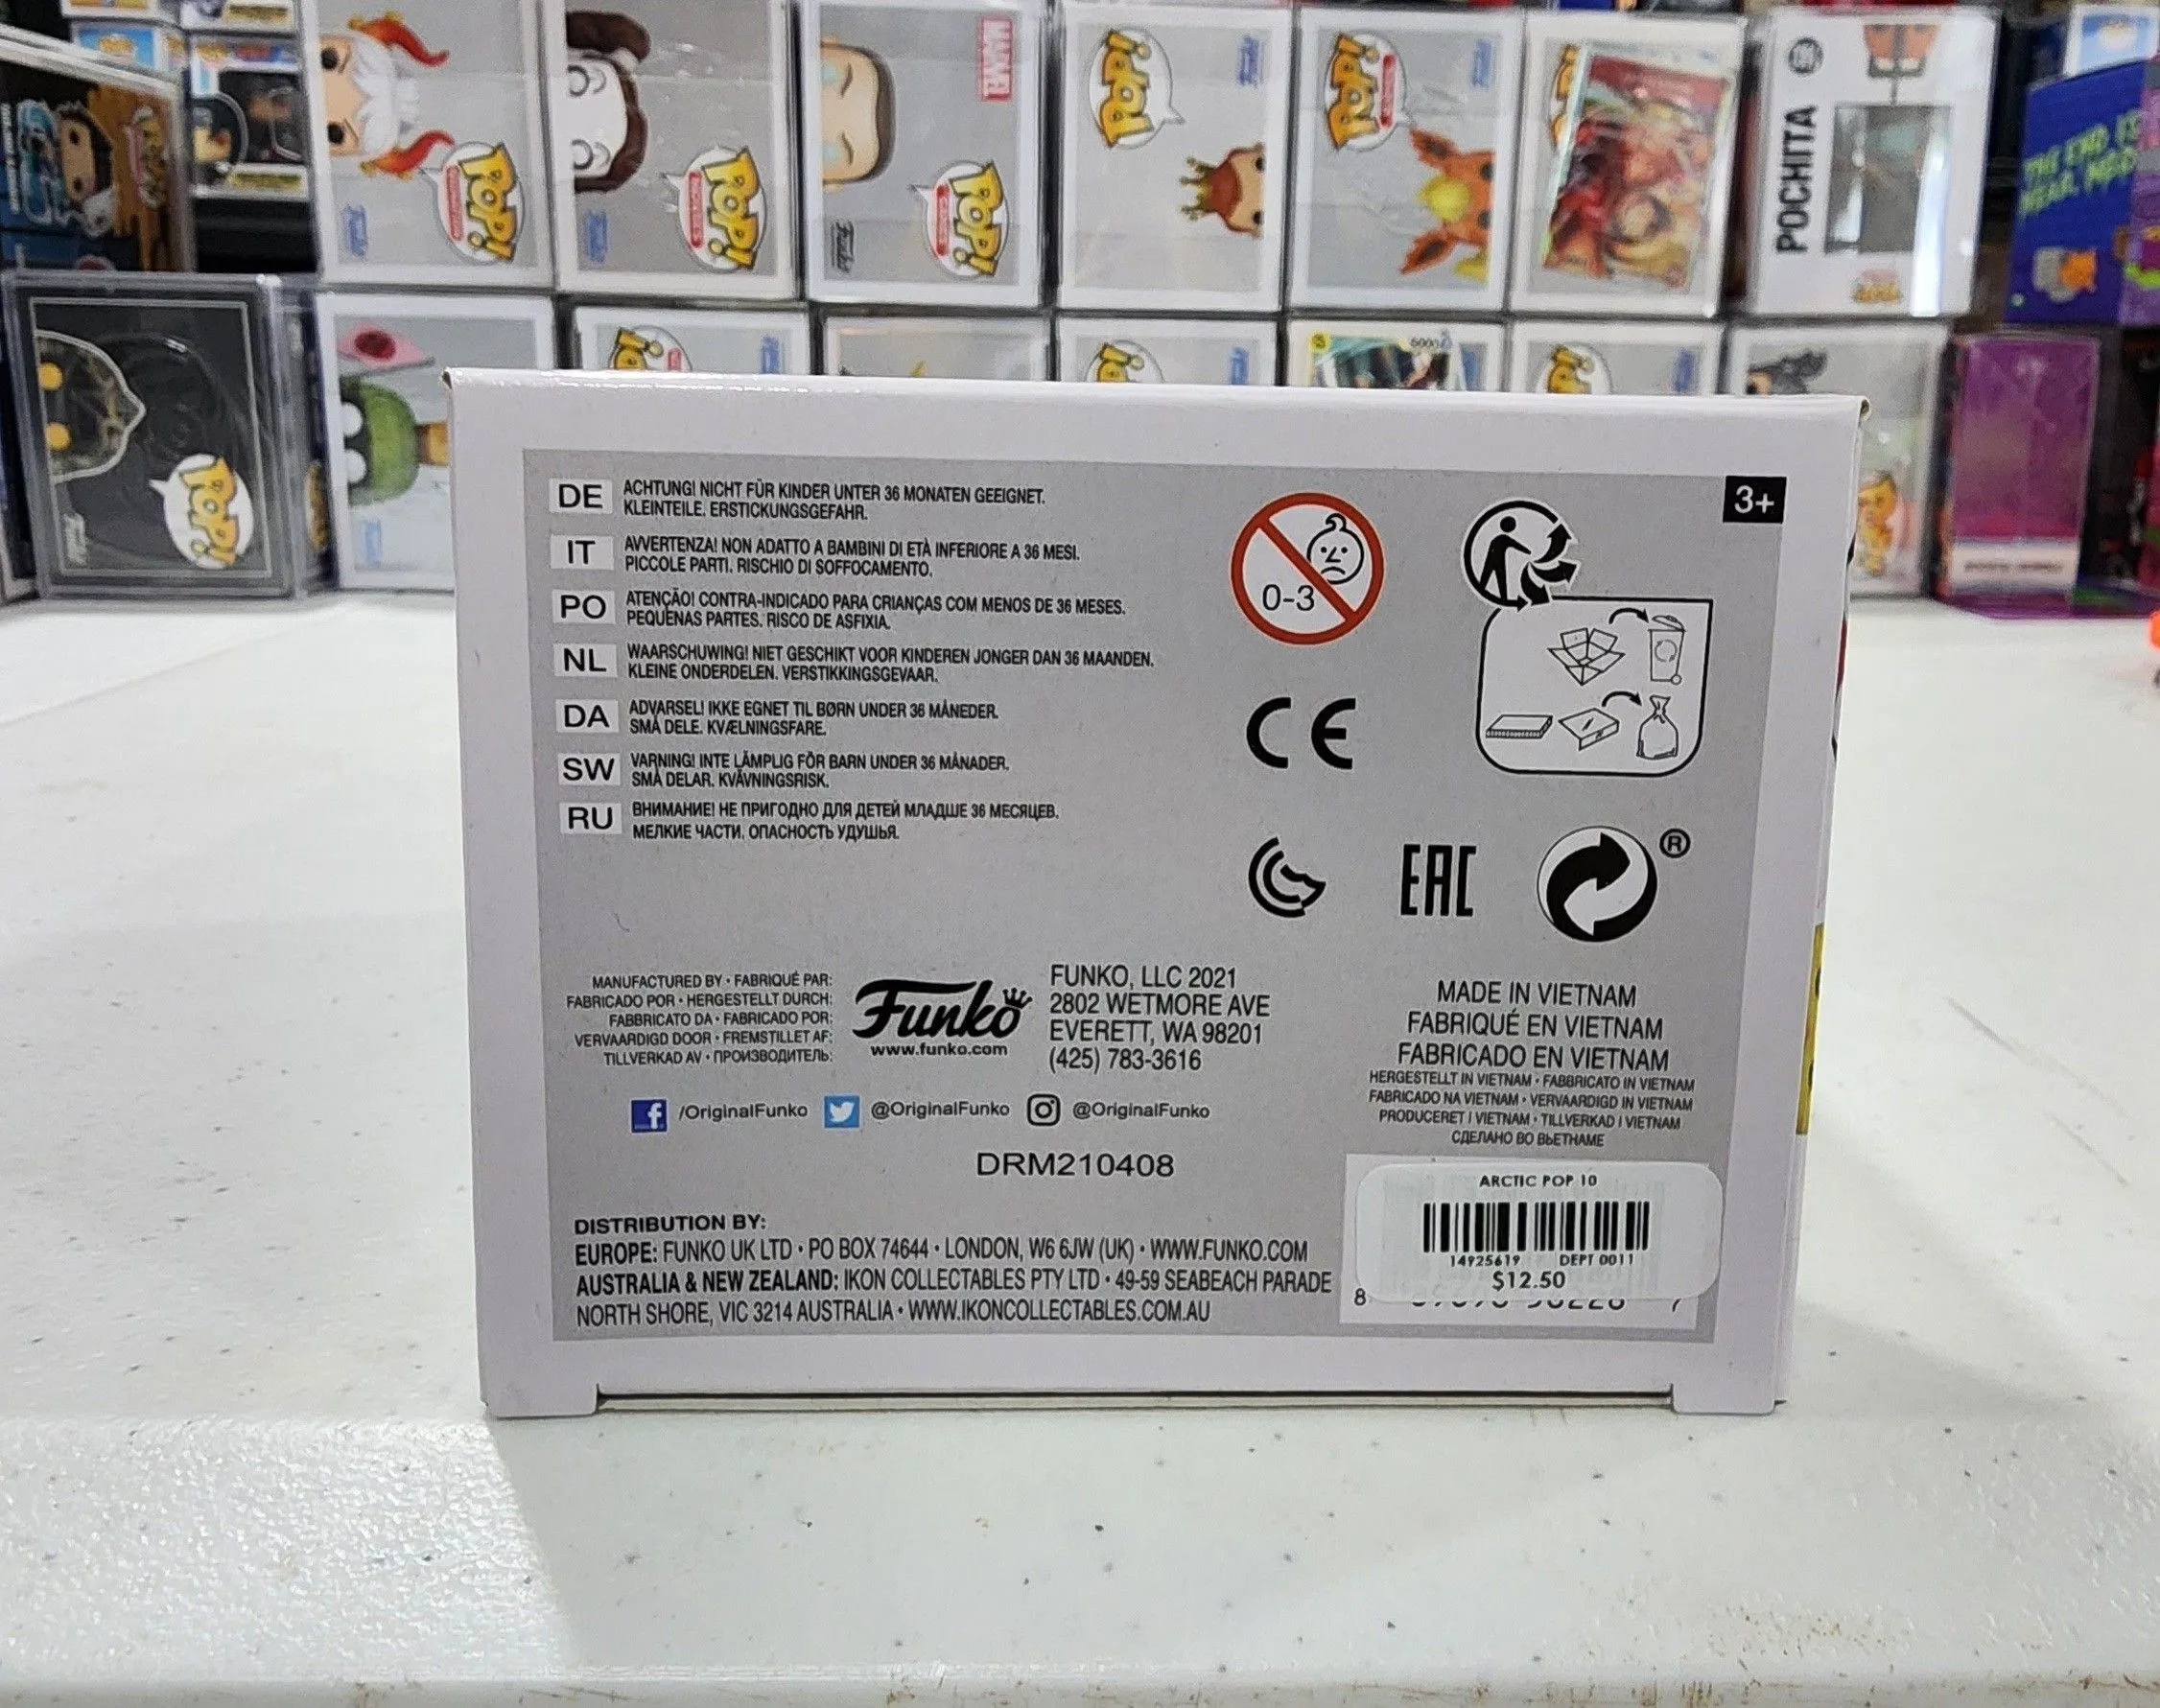 POP!
POP!
POP!
MARVEL
Funko
POCHITA
POP!
Funko
DE
ACHTUNG! NICHT FÜR KINDER UNTER 36 MONATEN GEEIGNET.
KLEINTEILE. ERSTICKUNGSGEFAHR.
IT
AVVERTENZA! NON ADATTO A BAMBINI DI ETÀ INFERIORE A 36 MESI.
PICCOLE PARTI. RISCHIO DI SOFFOCAMENTO.
PO
ATENÇÃO! CONTRA-INDICADO PARA CRIANÇAS COM MENOS DE 36 MESES.
PEQUENAS PARTES. RISCO DE ASFIXIA.
NL
WAARSCHUWING! NIET GESCHIKT VOOR KINDEREN JONGER DAN 36 MAANDEN.
KLEINE ONDERDELEN. VERSTIKKINGSGEVAAR.
DA
ADVARSEL! IKKE EGNET TIL BØRN UNDER 36 MÅNEDER.
SMÅ DELE. KVÆLNINGSFARE.
SW
VARNING! INTE LÄMPLIG FÖR BARN UNDER 36 MÅNADER.
SMÅ DELAR. KVÄVNINGSRISK.
RU
ВНИМАНИЕ! НЕ ПРИГОДНО ДЛЯ ДЕТЕЙ МЛАДШЕ 36 МЕСЯЦЕВ.
МЕЛКИЕ ЧАСТИ, ОПАСНОСТЬ УДУШЬЯ.
0-3
3+
CE
EAC
®
MANUFACTURED BY • FABRIQUÉ PAR:
FABRICADO POR • HERGESTELLT DURCH:
FABBRICATO DA • FABRICADO POR:
VERVAARDIGD DOOR • FREMSTILLET AF:
TILLVERKAD AV • ПРОИЗВОДИТЕЛЬ:
Funko
www.funko.com
FUNKO, LLC 2021
2802 WETMORE AVE
EVERETT, WA 98201
(425) 783-3616
/OriginalFunko @OriginalFunko @OriginalFunko
DRM210408
MADE IN VIETNAM
FABRIQUÉ EN VIETNAM
FABRICADO EN VIETNAM
HERGESTELLT IN VIETNAM • FABBRICATO IN VIETNAM
FABRICADO NA VIETNAM • VERVAARDIGD IN VIETNAM
PRODUCERET I VIETNAM • TILLVERKAD I VIETNAM
СДЕЛАНО ВО ВЬЕТНАМЕ
DISTRIBUTION BY:
EUROPE: FUNKO UK LTD • PO BOX 74644 • LONDON, W6 6JW (UK) • WWW.FUNKO.COM
AUSTRALIA & NEW ZEALAND: IKON COLLECTABLES PTY LTD • 49-59 SEABEACH PARADE
NORTH SHORE, VIC 3214 AUSTRALIA • WWW.IKONCOLLECTABLES.COM.AU
ARCTIC POP 10
14925619 DEPT 0011
$12.50
8